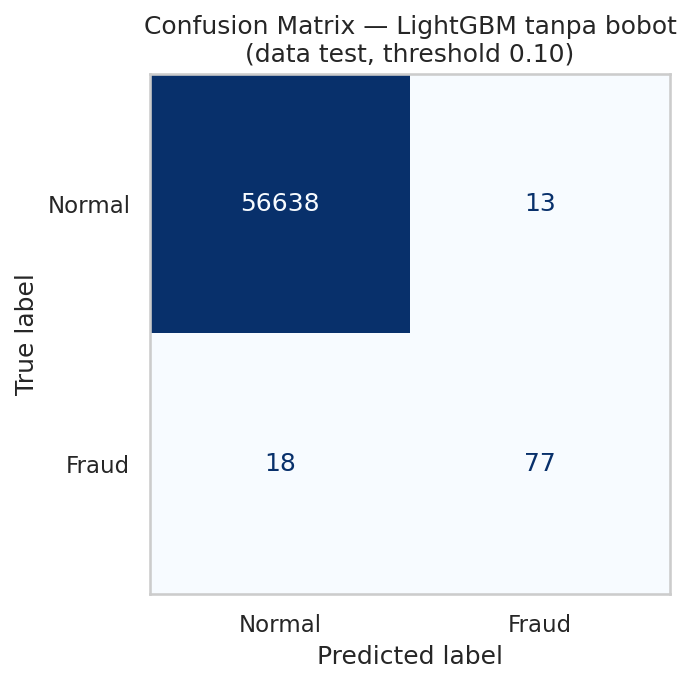 Confusion Matrix — LightGBM tanpa bobot
(data test, threshold 0.10)
True label
Normal
56638
13
Fraud
18
77
Normal
Fraud
Predicted label